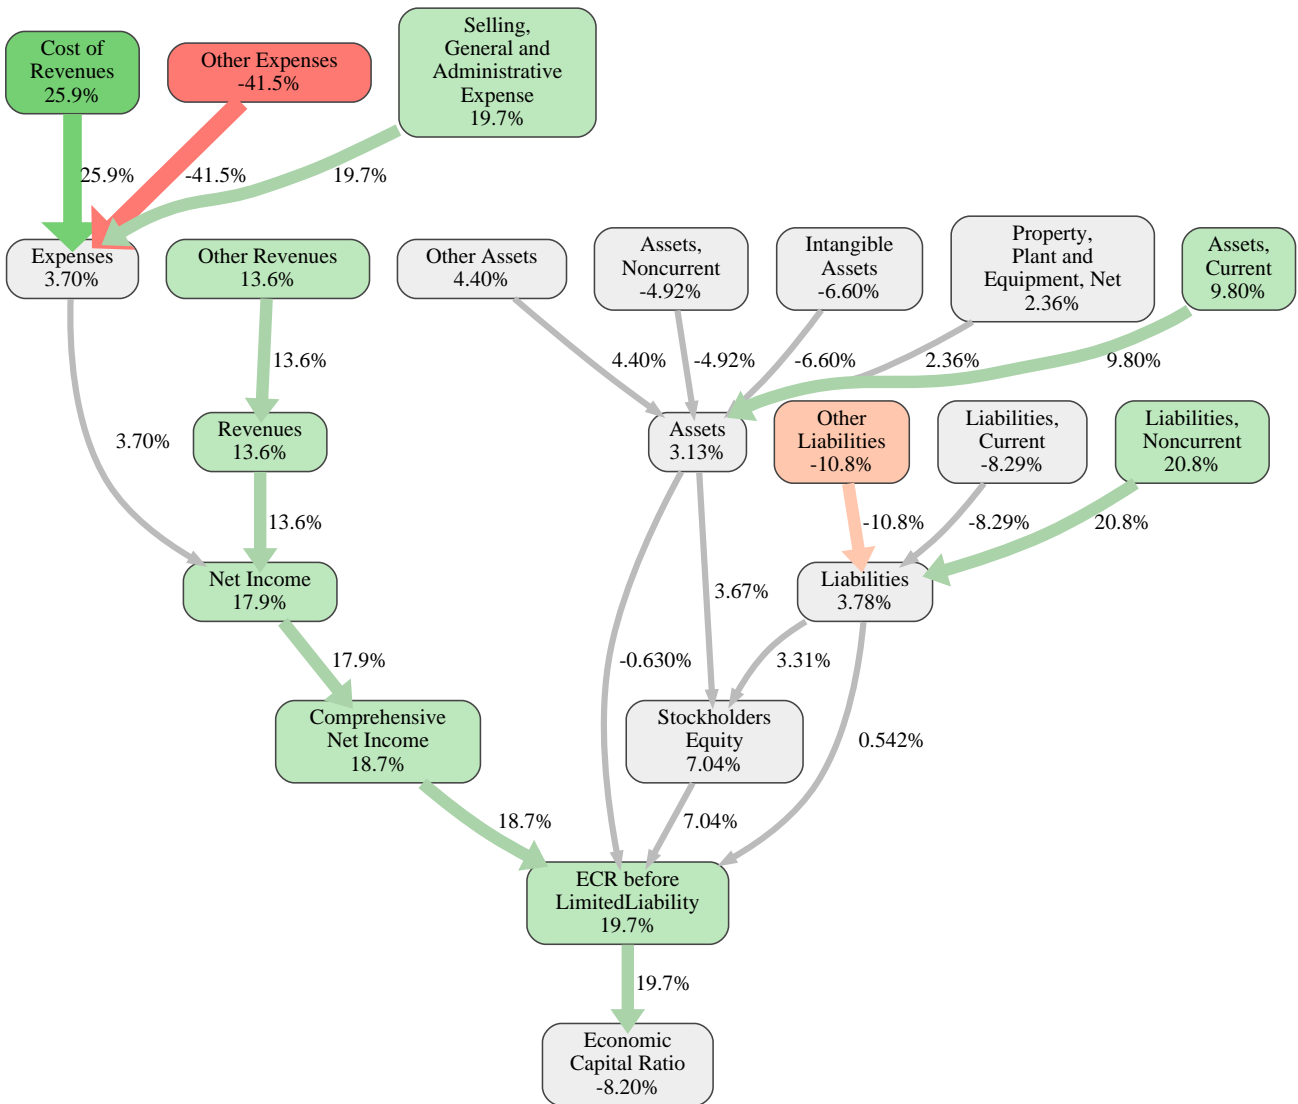 Cost of
Revenues
25.9%
Other Expenses
-41.5%
Selling,
General and
Administrative
Expense
19.7%
25.9%
-41.5%
19.7%
Expenses
3.70%
Other Revenues
13.6%
Other Assets
4.40%
Assets,
Noncurrent
-4.92%
Intangible
Assets
-6.60%
Property,
Plant and
Equipment, Net
2.36%
Assets,
Current
9.80%
13.6%
4.40%
-4.92%
-6.60%
2.36%
9.80%
3.70%
Revenues
13.6%
Assets
3.13%
Other
Liabilities
-10.8%
Liabilities,
Current
-8.29%
Liabilities,
Noncurrent
20.8%
13.6%
-10.8%
-8.29%
20.8%
Net Income
17.9%
3.67%
Liabilities
3.78%
17.9%
-0.630%
3.31%
Comprehensive
Net Income
18.7%
Stockholders
Equity
7.04%
0.542%
18.7%
7.04%
ECR before
LimitedLiability
19.7%
19.7%
Economic
Capital Ratio
-8.20%